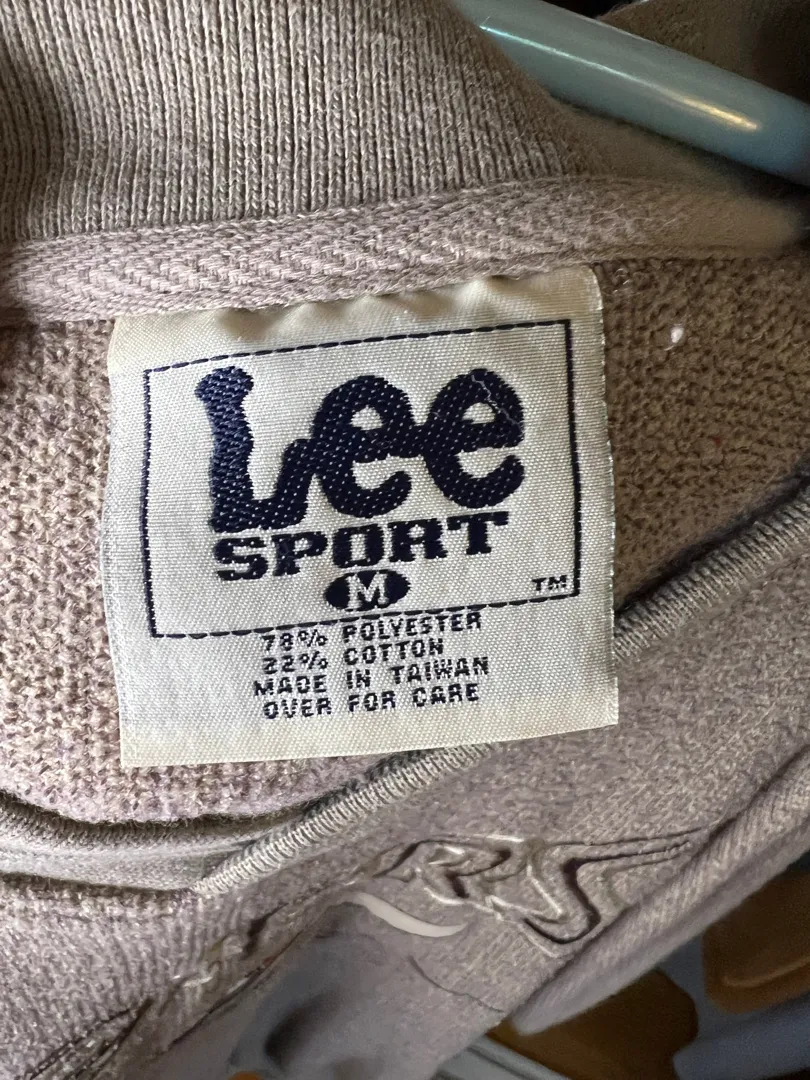 Lee
SPORT
M
TM
78% POLYESTER
22% COTTON
MADE IN TAIWAN
OVER FOR CARE